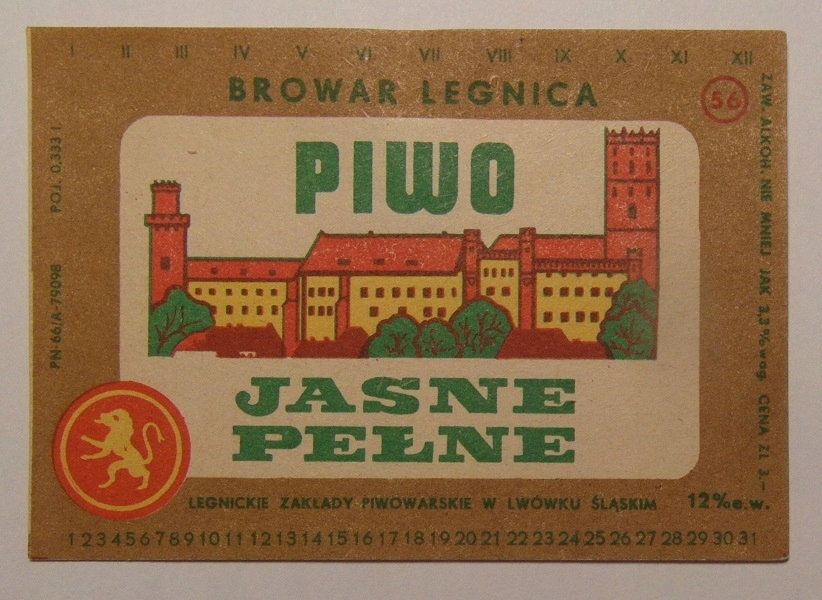 I II III IV V VI VII VIII IX X XI XII
BROWAR LEGNICA
56
POJ. 0,333 l.
PN-66/A-79098
ZAW. ALKOH. NIE MNIEJ JAK 3,3%wag. CENA ZŁ 3.-
PIWO
JASNE
PEŁNE
LEGNICKIE ZAKŁADY PIWOWARSKIE W LWÓWKU ŚLĄSKIM
12%e.w.
1 2 3 4 5 6 7 8 9 10 11 12 13 14 15 16 17 18 19 20 21 22 23 24 25 26 27 28 29 30 31